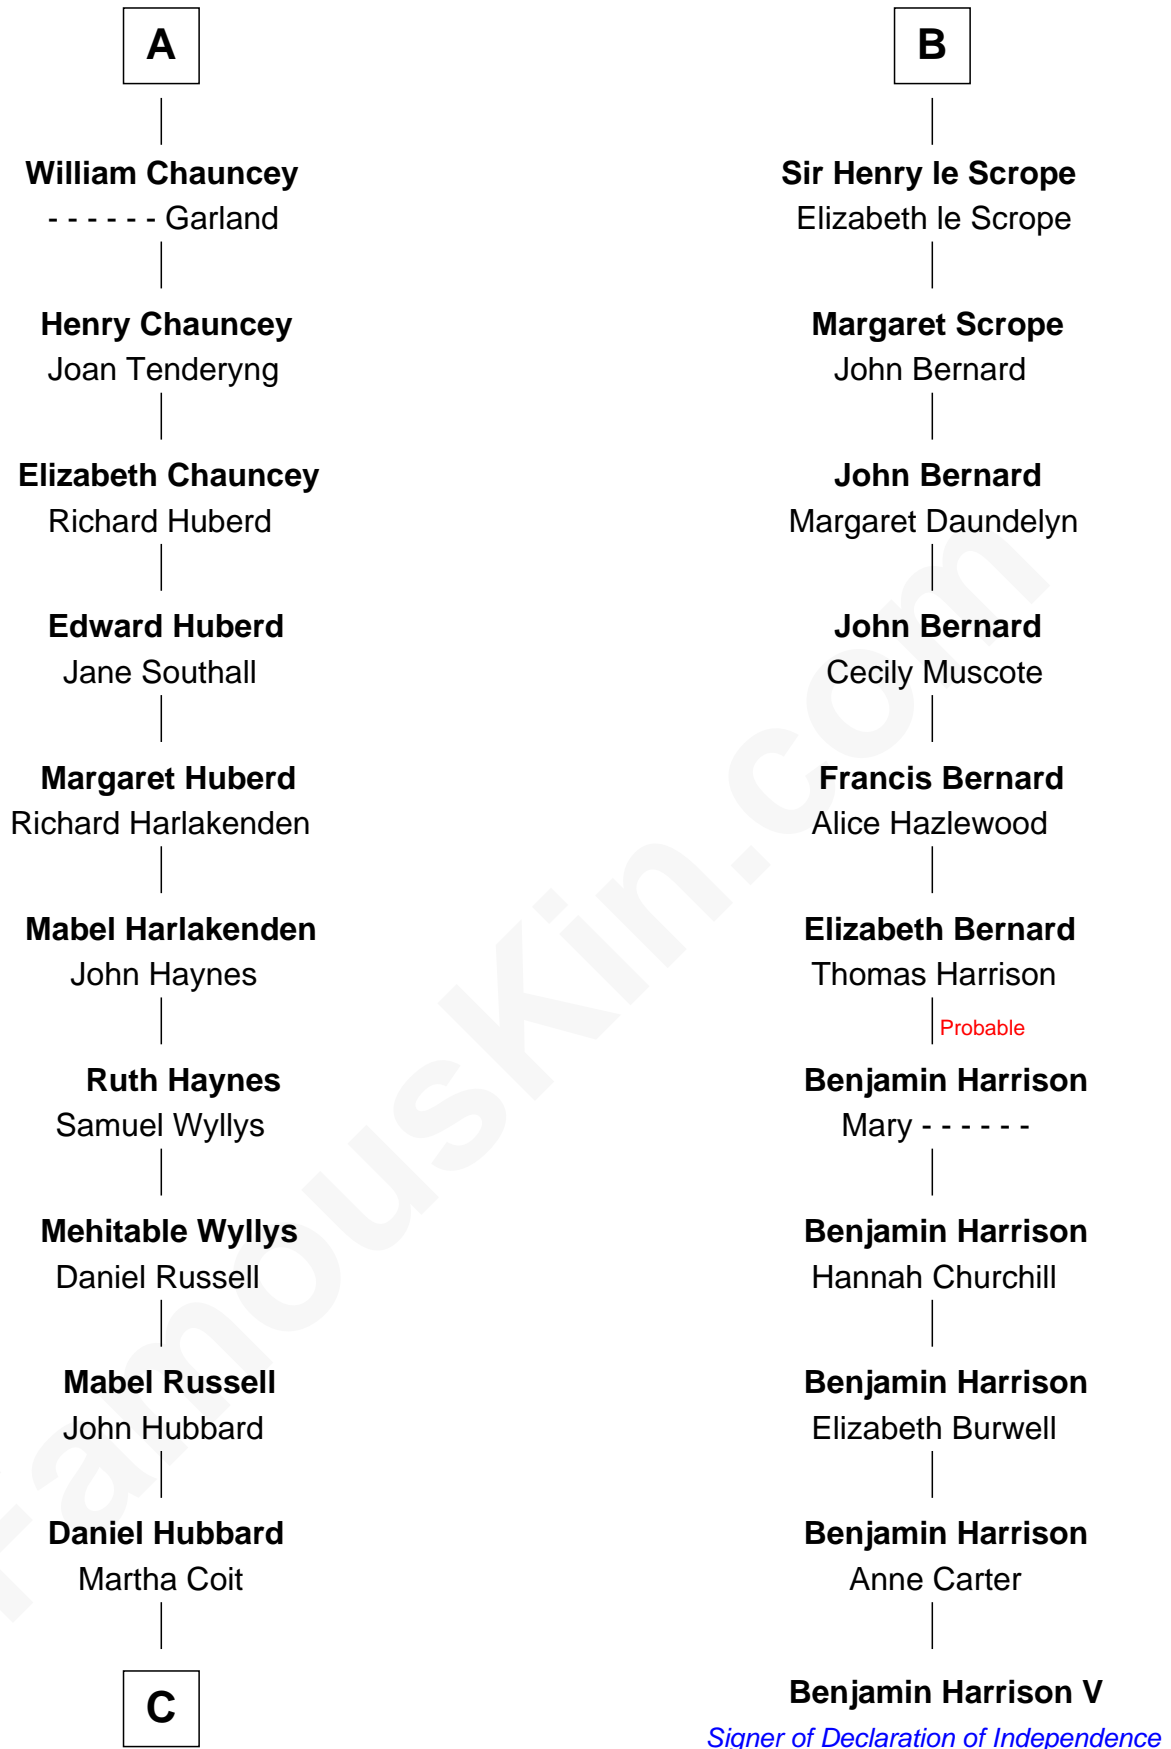 A
William Chauncey
- - - - - - Garland
Henry Chauncey
Joan Tenderyng
Elizabeth Chauncey
Richard Huberd
Edward Huberd
Jane Southall
Margaret Huberd
Richard Harlakenden
Mabel Harlakenden
John Haynes
Ruth Haynes
Samuel Wyllys
Mehitable Wyllys
Daniel Russell
Mabel Russell
John Hubbard
Daniel Hubbard
Martha Coit
C
B
Sir Henry le Scrope
Elizabeth le Scrope
Margaret Scrope
John Bernard
John Bernard
Margaret Daundelyn
John Bernard
Cecily Muscote
Francis Bernard
Alice Hazlewood
Elizabeth Bernard
Thomas Harrison
Probable
Benjamin Harrison
Mary - - - - - -
Benjamin Harrison
Hannah Churchill
Benjamin Harrison
Elizabeth Burwell
Benjamin Harrison
Anne Carter
Benjamin Harrison V
Signer of Declaration of Independence
FamousKin.com